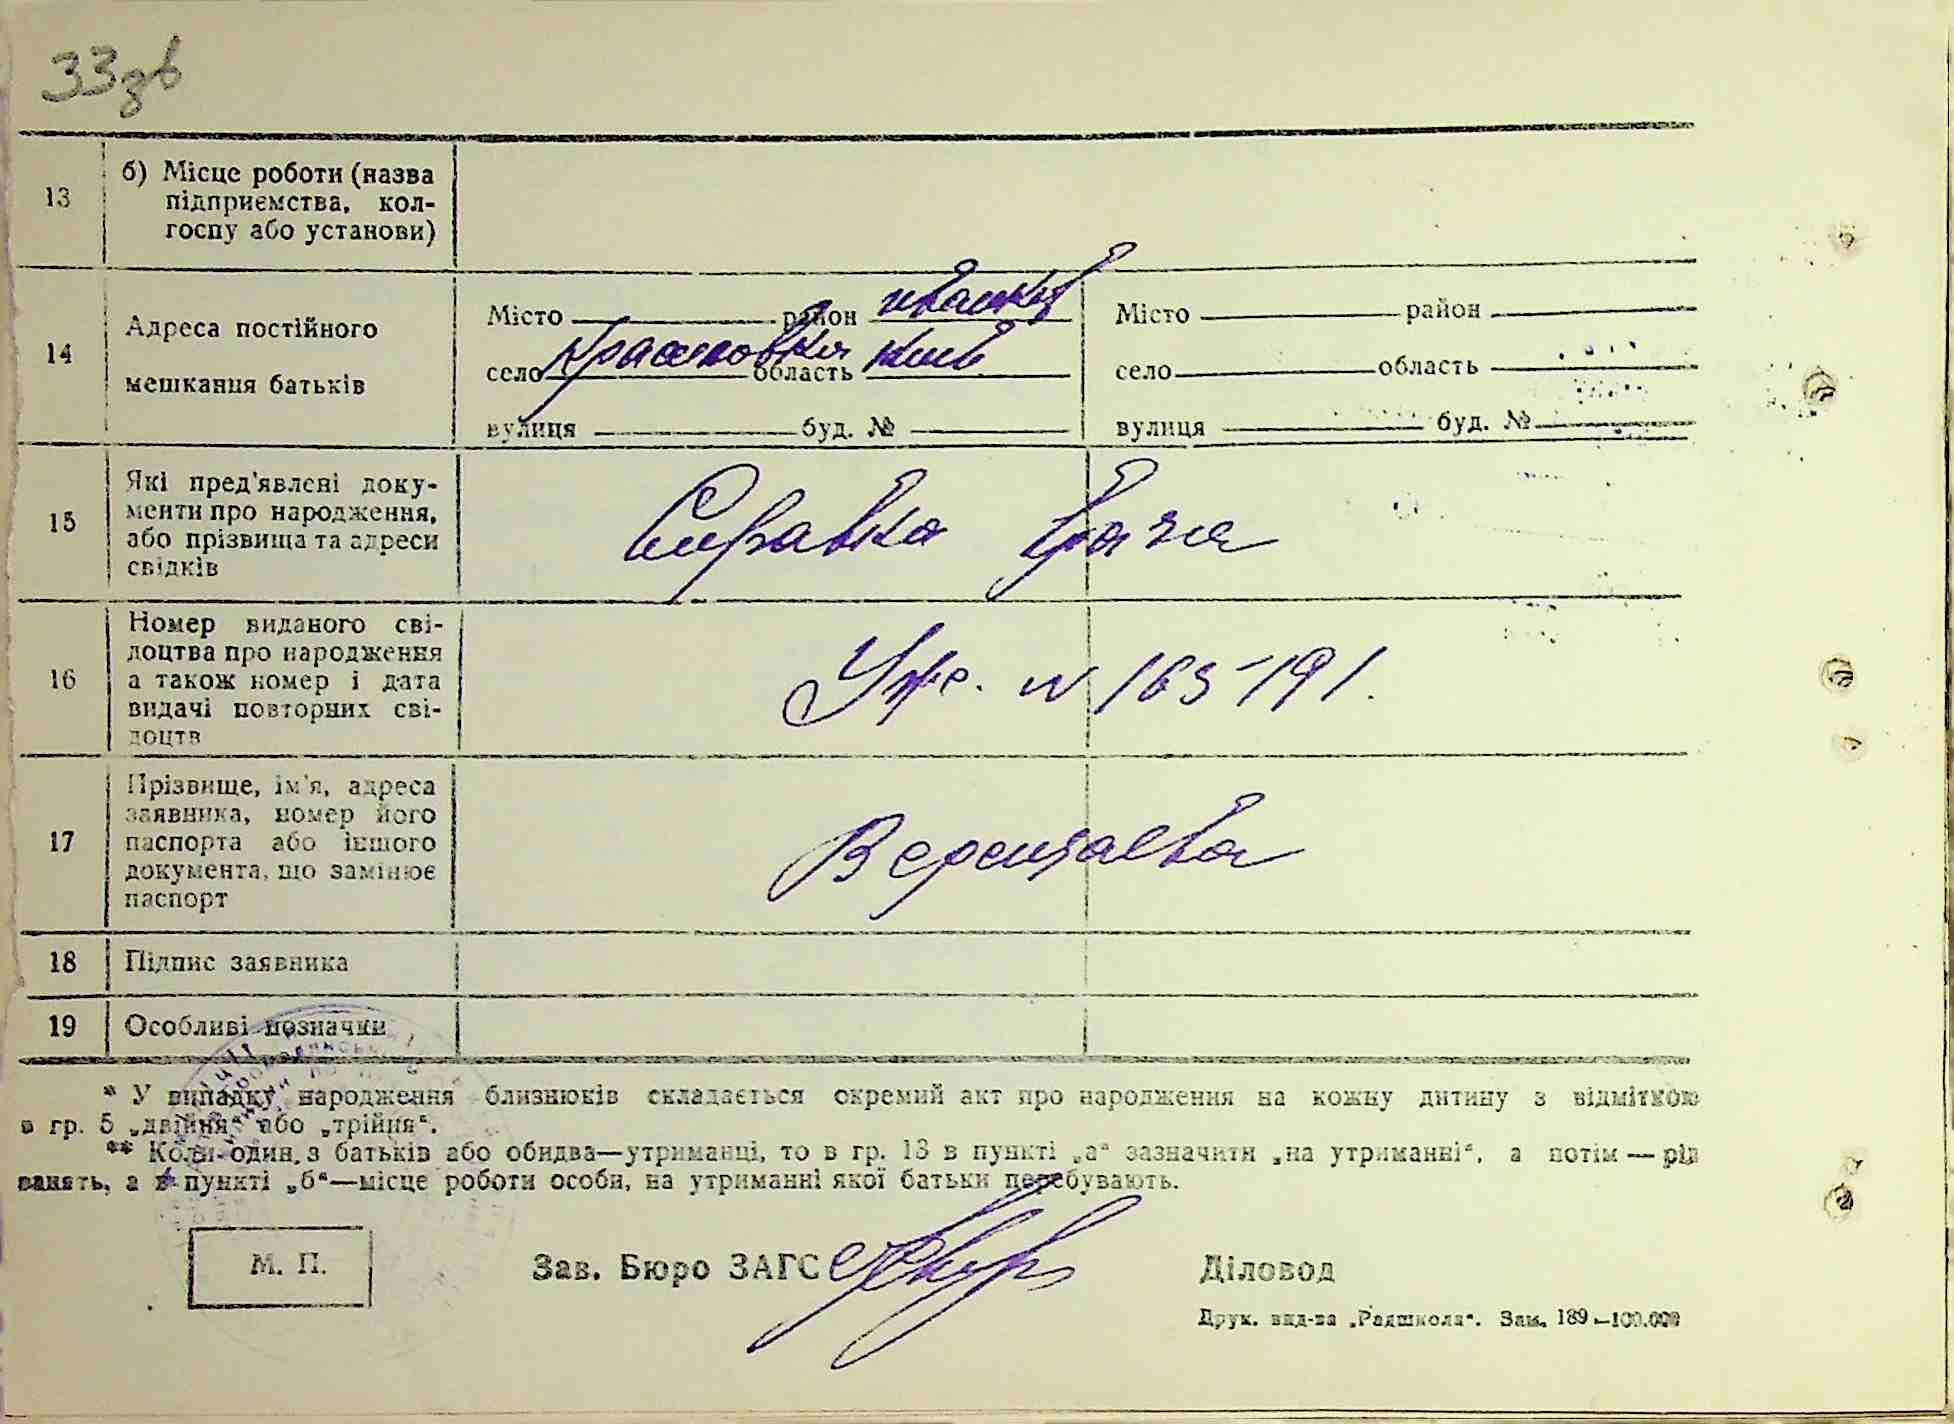 33зв
13
б) Місце роботи (назва
підприємства, кол-
госпу або установи)
14
Адреса постійного
мешкання батьків
Місто район
село область киев
вулиця буд. №
Місто район
село область
вулиця буд. №
15
Які пред'явлені доку-
менти про народження,
або прізвища та адреси
свідків
Справка врача
16
Номер виданого сві-
доцтва про народження
а також номер і дата
видачі повторних сві-
доцтв
N 163-191.
17
Прізвище, ім'я, адреса
заявника, номер його
паспорта або іншого
документа, що замінює
паспорт
18
Підпис заявника
19
Особливі позначки
* У випадку народження близнюків складається окремий акт про народження на кожну дитину з відміткою
в гр. 5 „двійня“ або „трійня“.
** Коли один з батьків або обидва—утриманці, то в гр. 13 в пункті „а“ зазначити „на утриманні“, а потім — рід
занять, а в пункті „б“—місце роботи особи, на утриманні якої батьки перебувають.
М. П.
Зав. Бюро ЗАГС
Діловод
Друк. вид-ва „Радшкола“. Зам. 189—100.000